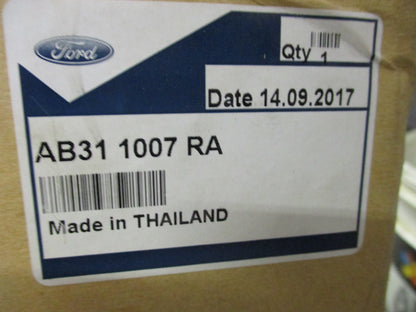 Ford
Qty 1
Date 14.09.2017
AB31 1007 RA
Made in THAILAND